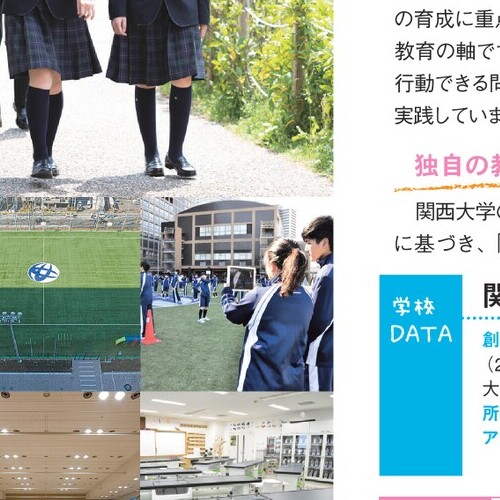 の育成に重点
教育の軸で
行動できる問
実践していま
独自の教
関西大学の
に基づき、
学校
DATA
関
創
（2
大
所
ア